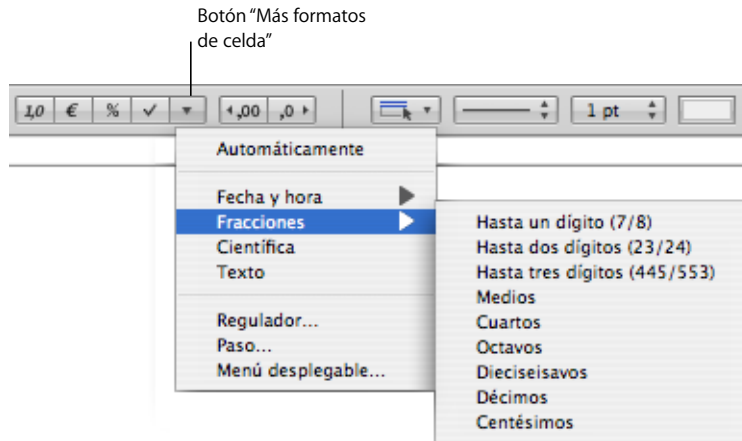 Botón “Más formatos
de celda”
1,0 € % ✓ ,00 ,0 1 pt
Automáticamente
Fecha y hora
Fracciones
Científica
Texto
Regulador...
Paso...
Menú desplegable...
Hasta un dígito (7/8)
Hasta dos dígitos (23/24)
Hasta tres dígitos (445/553)
Medios
Cuartos
Octavos
Dieciseisavos
Décimos
Centésimos